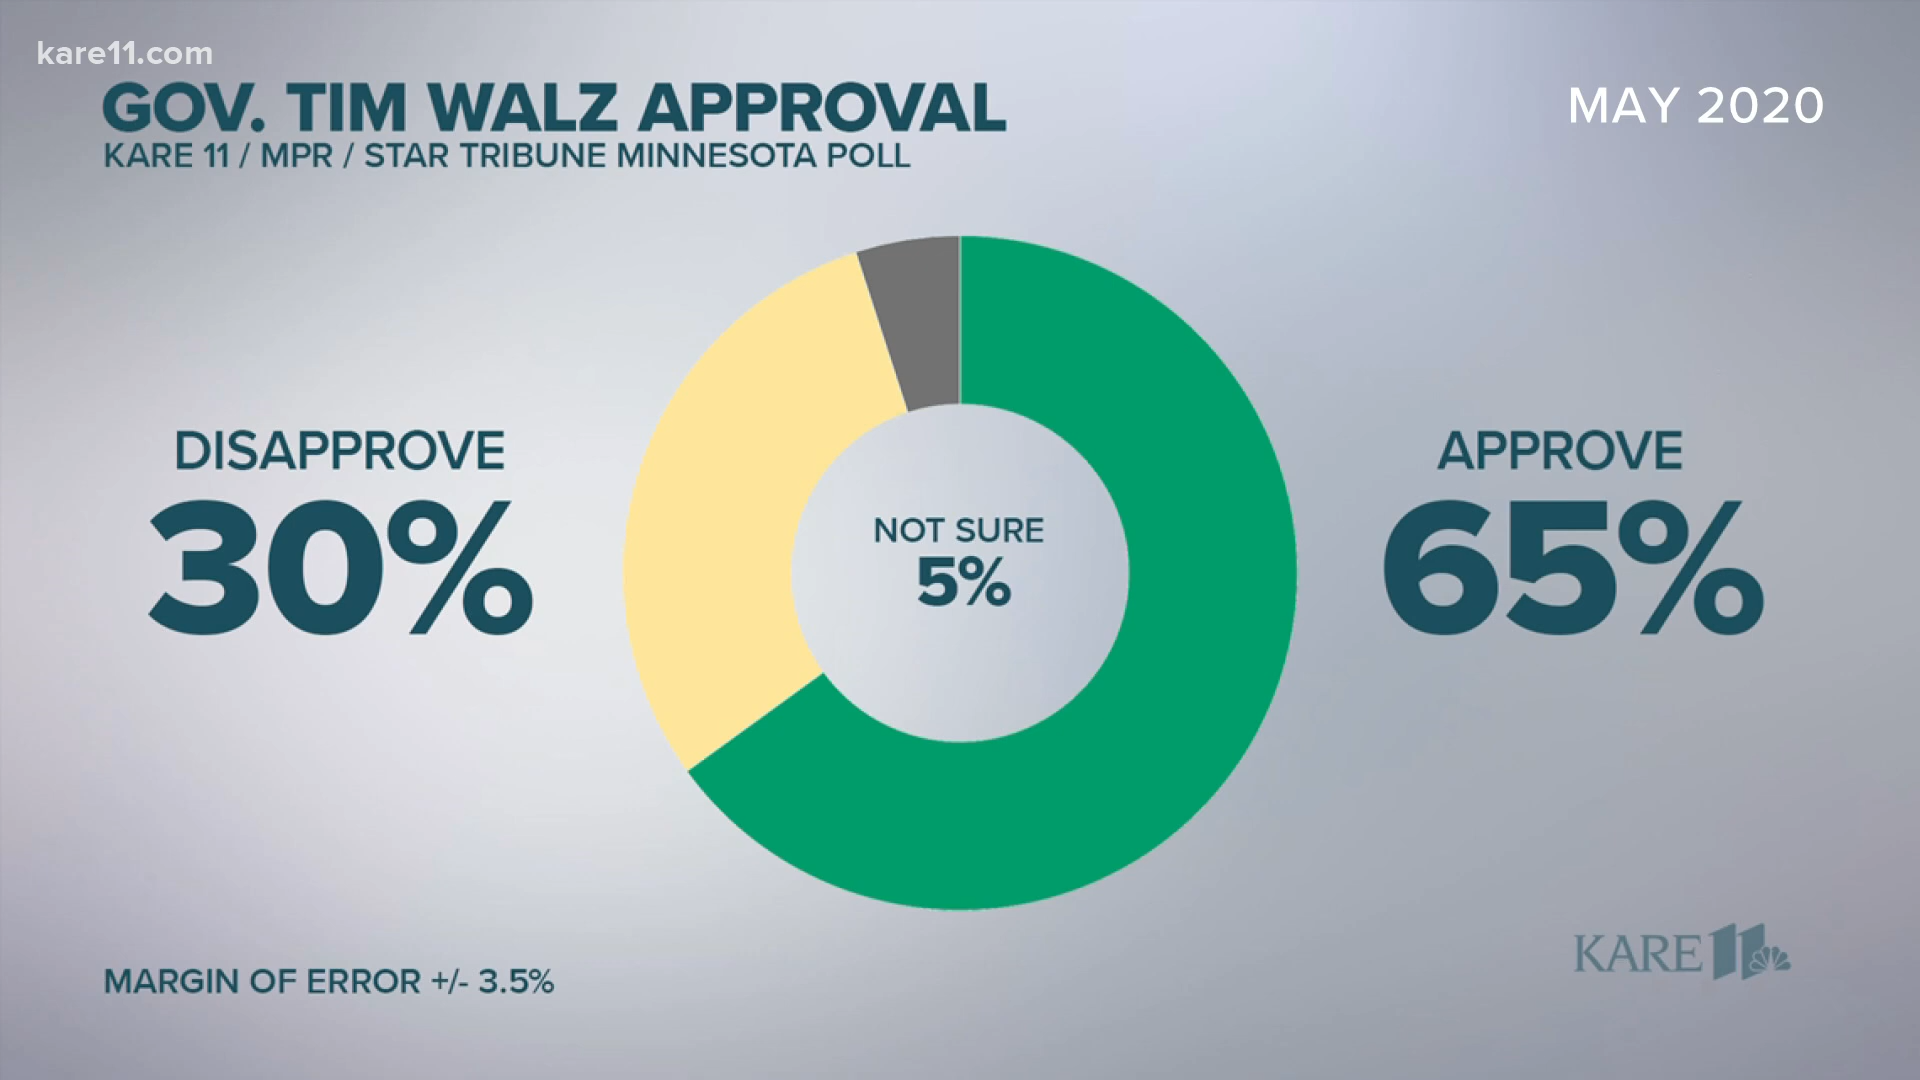 kare11.com
GOV. TIM WALZ APPROVAL
KARE 11 / MPR / STAR TRIBUNE MINNESOTA POLL
MAY 2020
DISAPPROVE
30%
NOT SURE
5%
APPROVE
65%
MARGIN OF ERROR +/- 3.5%
KARE 11